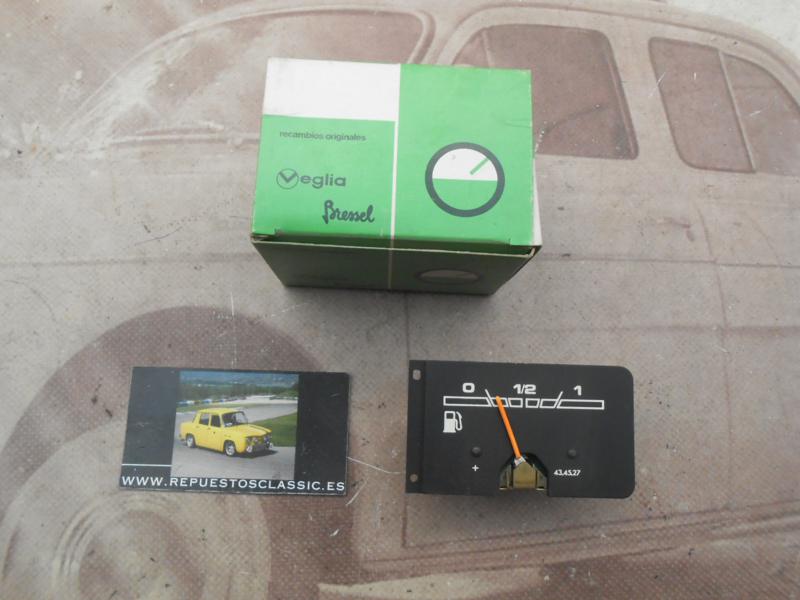 recambios originales
Veglia
Bressel
0 1/2 1
+ 43.45.27
WWW.REPUESTOSCLASSIC.ES